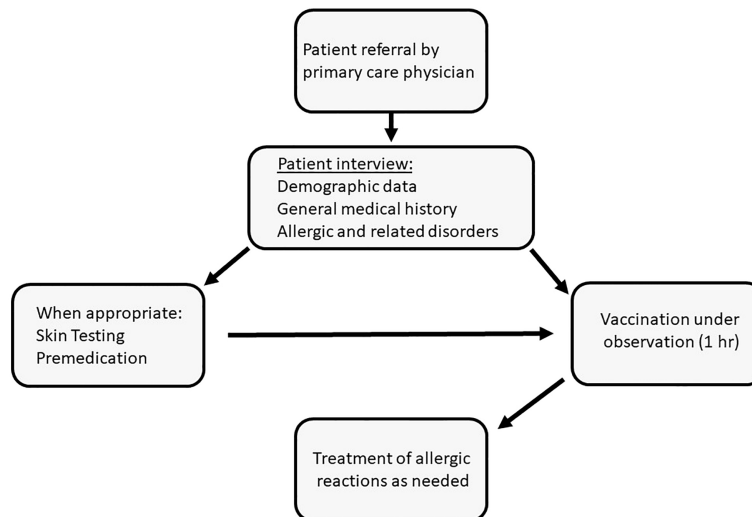 Patient referral by
primary care physician
Patient interview:
Demographic data
General medical history
Allergic and related disorders
When appropriate:
Skin Testing
Premedication
Vaccination under
observation (1 hr)
Treatment of allergic
reactions as needed